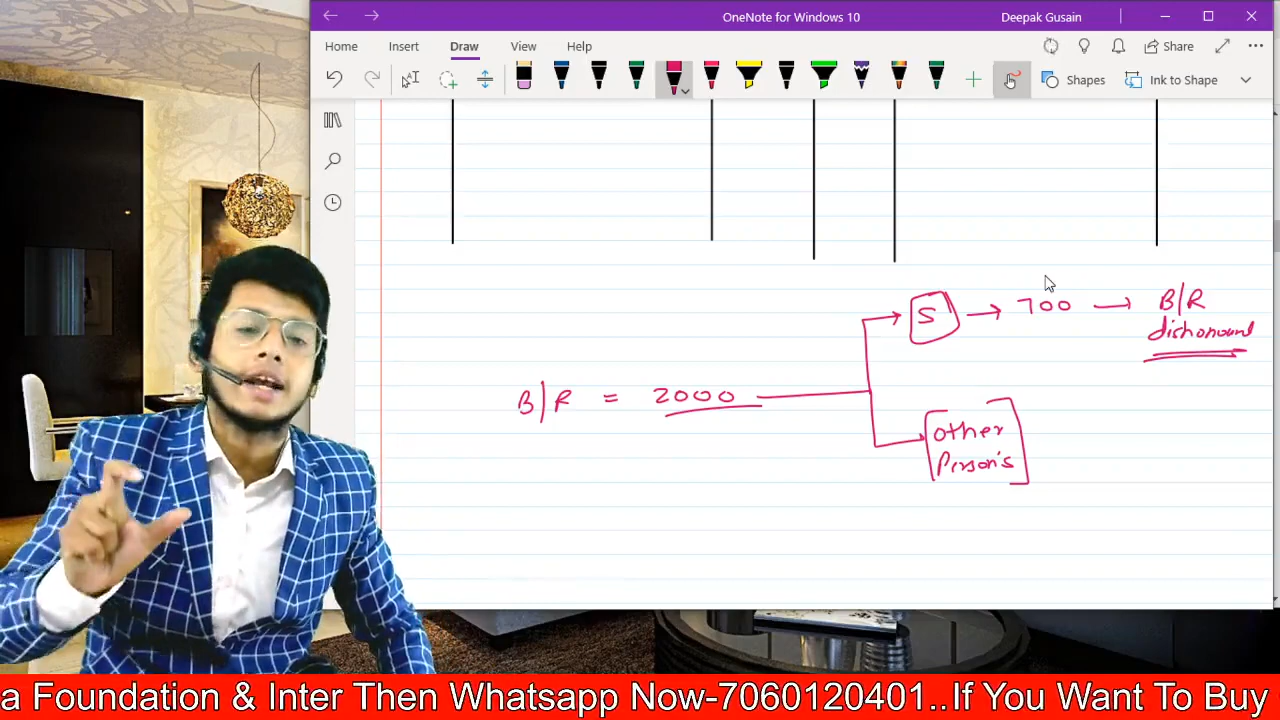 OneNote for Windows 10
Deepak Gusain
Home Insert Draw View Help
Share
Shapes
Ink to Shape
S → 700 → B/R
dishonoured
B/R = 2000
other
Person's
a Foundation & Inter Then Whatsapp Now-7060120401..If You Want To Buy